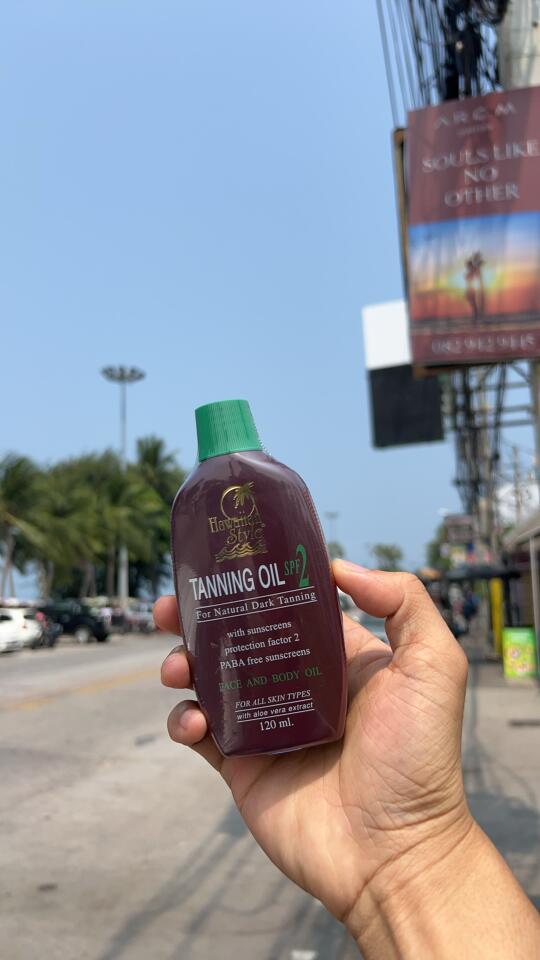 AROM
SOULS LIKE
NO
OTHER
Hawaiian
Style
TANNING OIL SPF 2
For Natural Dark Tanning
with sunscreens
protection factor 2
PABA free sunscreens
FACE AND BODY OIL
FOR ALL SKIN TYPES
with aloe vera extract
120 ml.